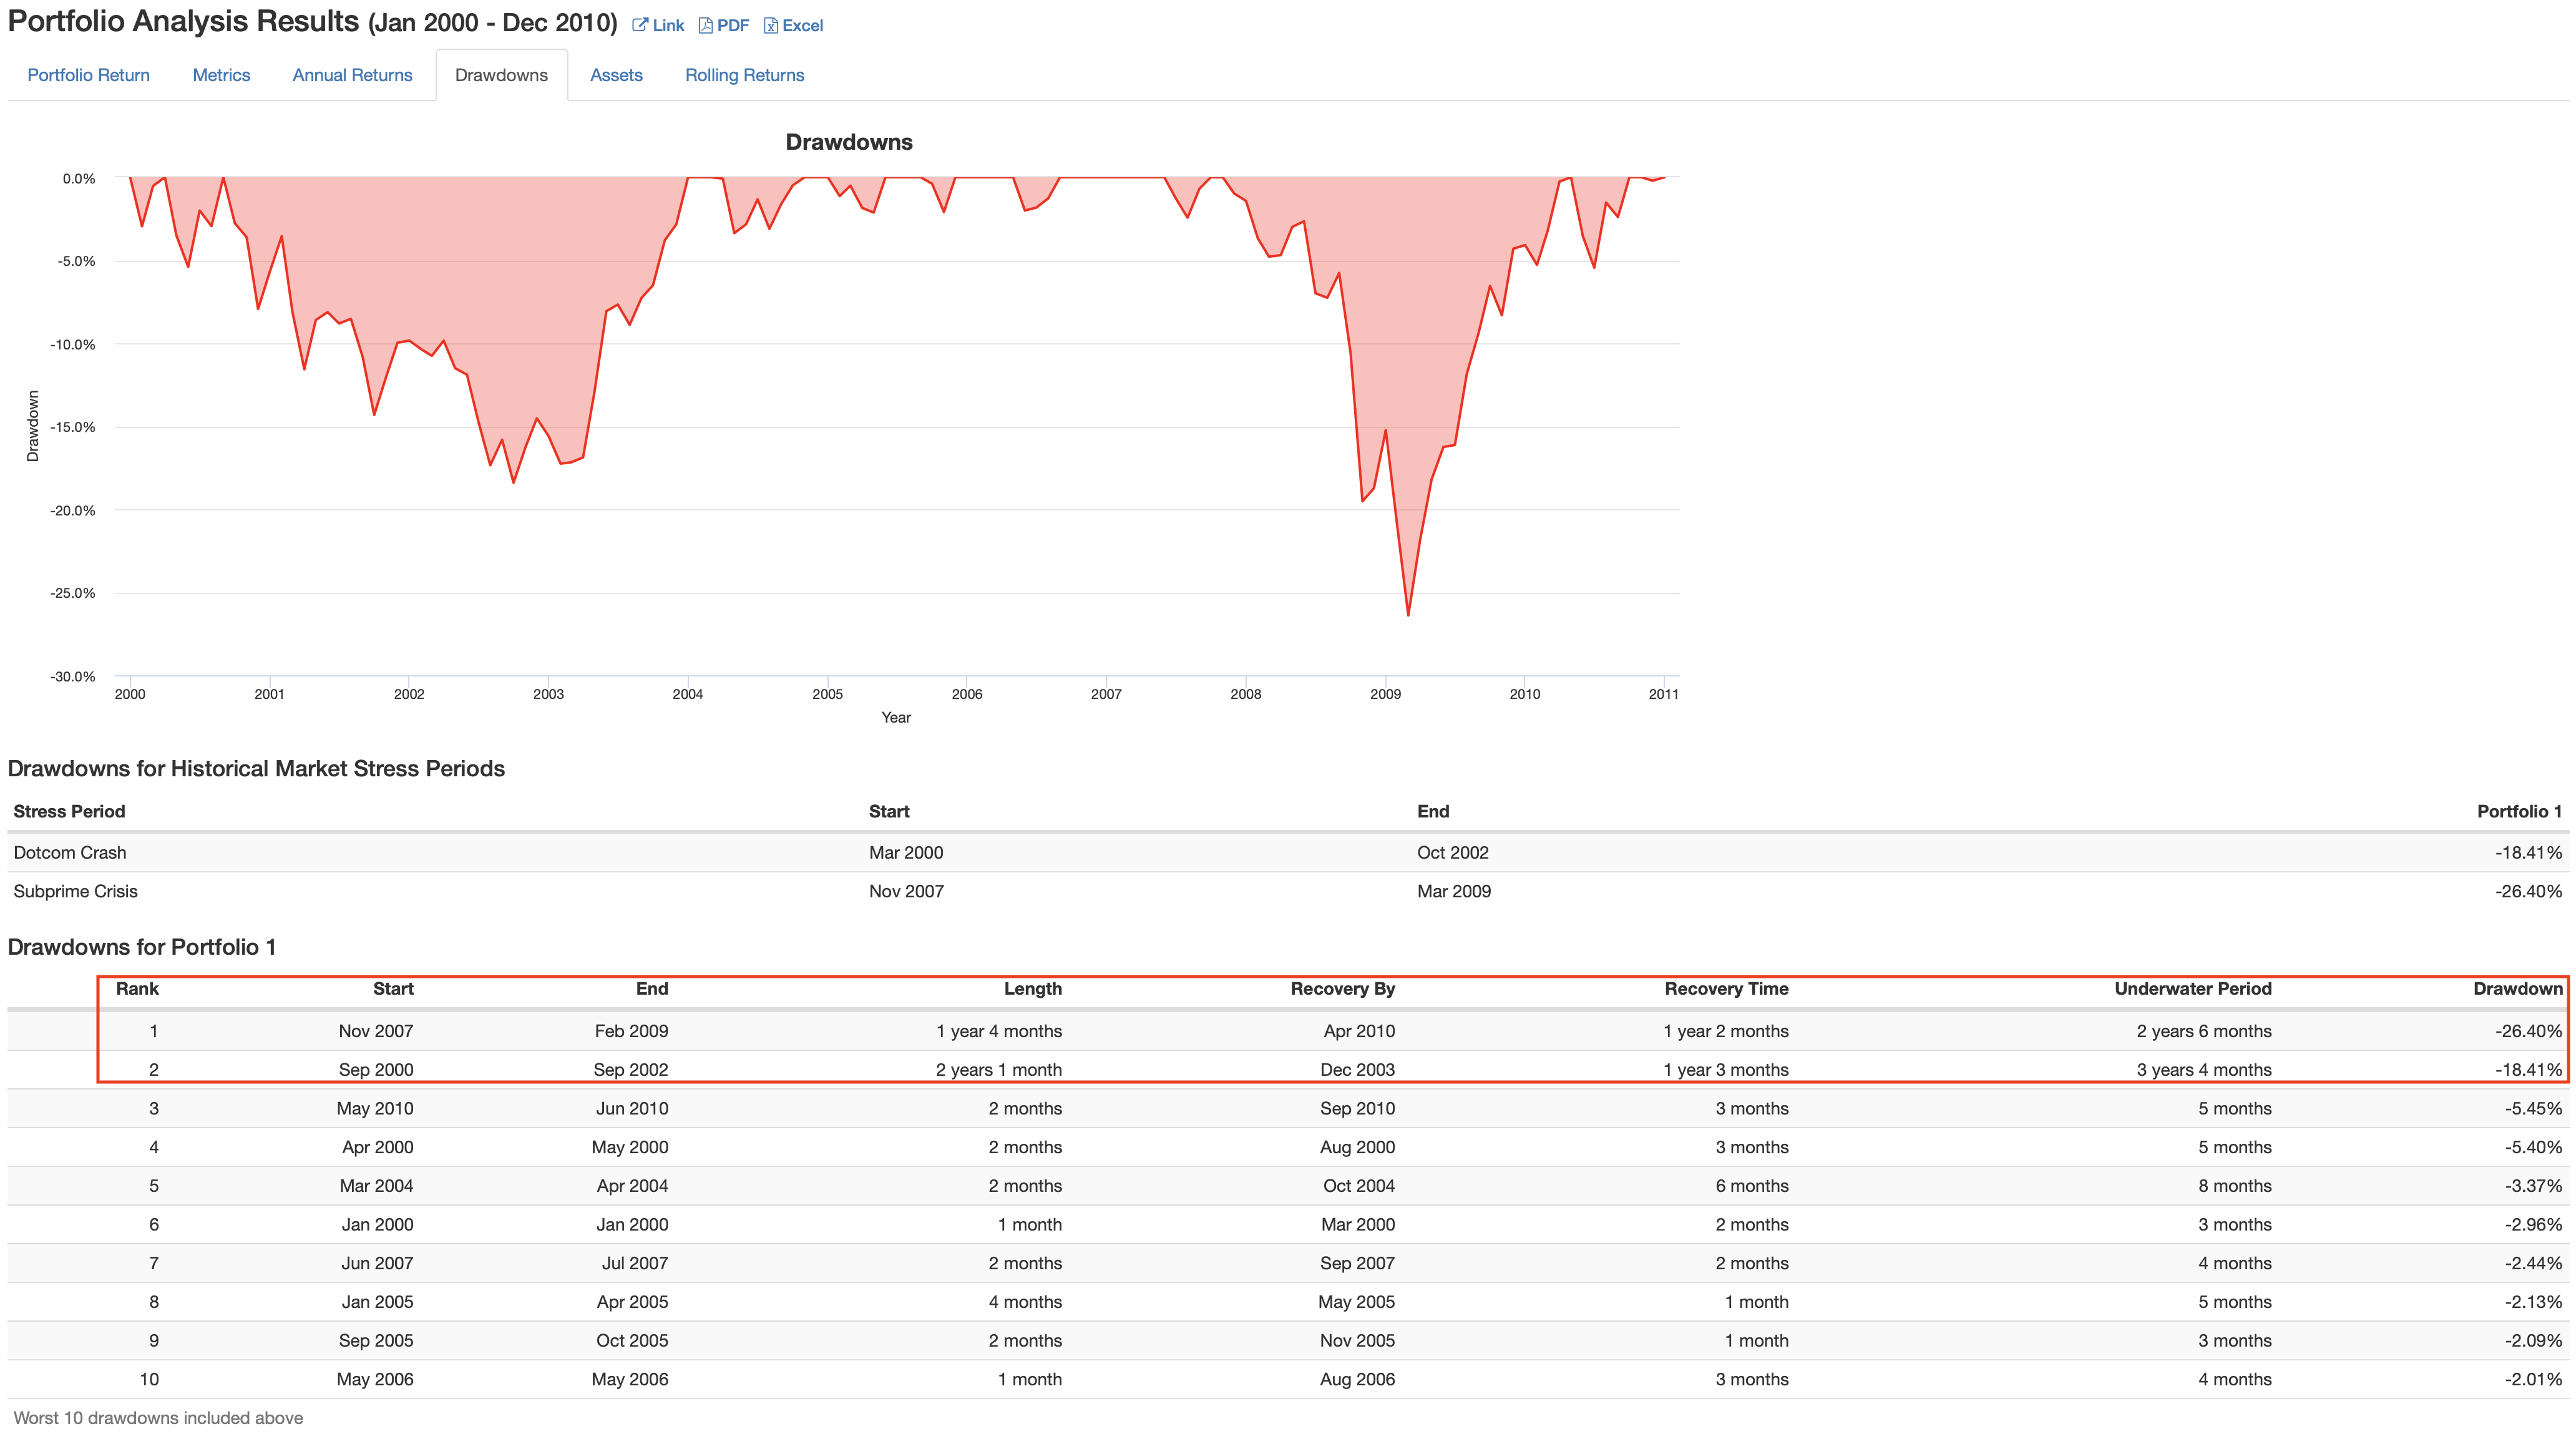 Portfolio Analysis Results (Jan 2000 - Dec 2010) Link PDF Excel
Portfolio Return Metrics Annual Returns Drawdowns Assets Rolling Returns
Drawdowns
0.0%
-5.0%
-10.0%
-15.0%
-20.0%
-25.0%
-30.0%
Drawdown
2000 2001 2002 2003 2004 2005 2006 2007 2008 2009 2010 2011
Year
Drawdowns for Historical Market Stress Periods
Stress Period Start End Portfolio 1
Dotcom Crash Mar 2000 Oct 2002 -18.41%
Subprime Crisis Nov 2007 Mar 2009 -26.40%
Drawdowns for Portfolio 1
Rank Start End Length Recovery By Recovery Time Underwater Period Drawdown
1 Nov 2007 Feb 2009 1 year 4 months Apr 2010 1 year 2 months 2 years 6 months -26.40%
2 Sep 2000 Sep 2002 2 years 1 month Dec 2003 1 year 3 months 3 years 4 months -18.41%
3 May 2010 Jun 2010 2 months Sep 2010 3 months 5 months -5.45%
4 Apr 2000 May 2000 2 months Aug 2000 3 months 5 months -5.40%
5 Mar 2004 Apr 2004 2 months Oct 2004 6 months 8 months -3.37%
6 Jan 2000 Jan 2000 1 month Mar 2000 2 months 3 months -2.96%
7 Jun 2007 Jul 2007 2 months Sep 2007 2 months 4 months -2.44%
8 Jan 2005 Apr 2005 4 months May 2005 1 month 5 months -2.13%
9 Sep 2005 Oct 2005 2 months Nov 2005 1 month 3 months -2.09%
10 May 2006 May 2006 1 month Aug 2006 3 months 4 months -2.01%
Worst 10 drawdowns included above